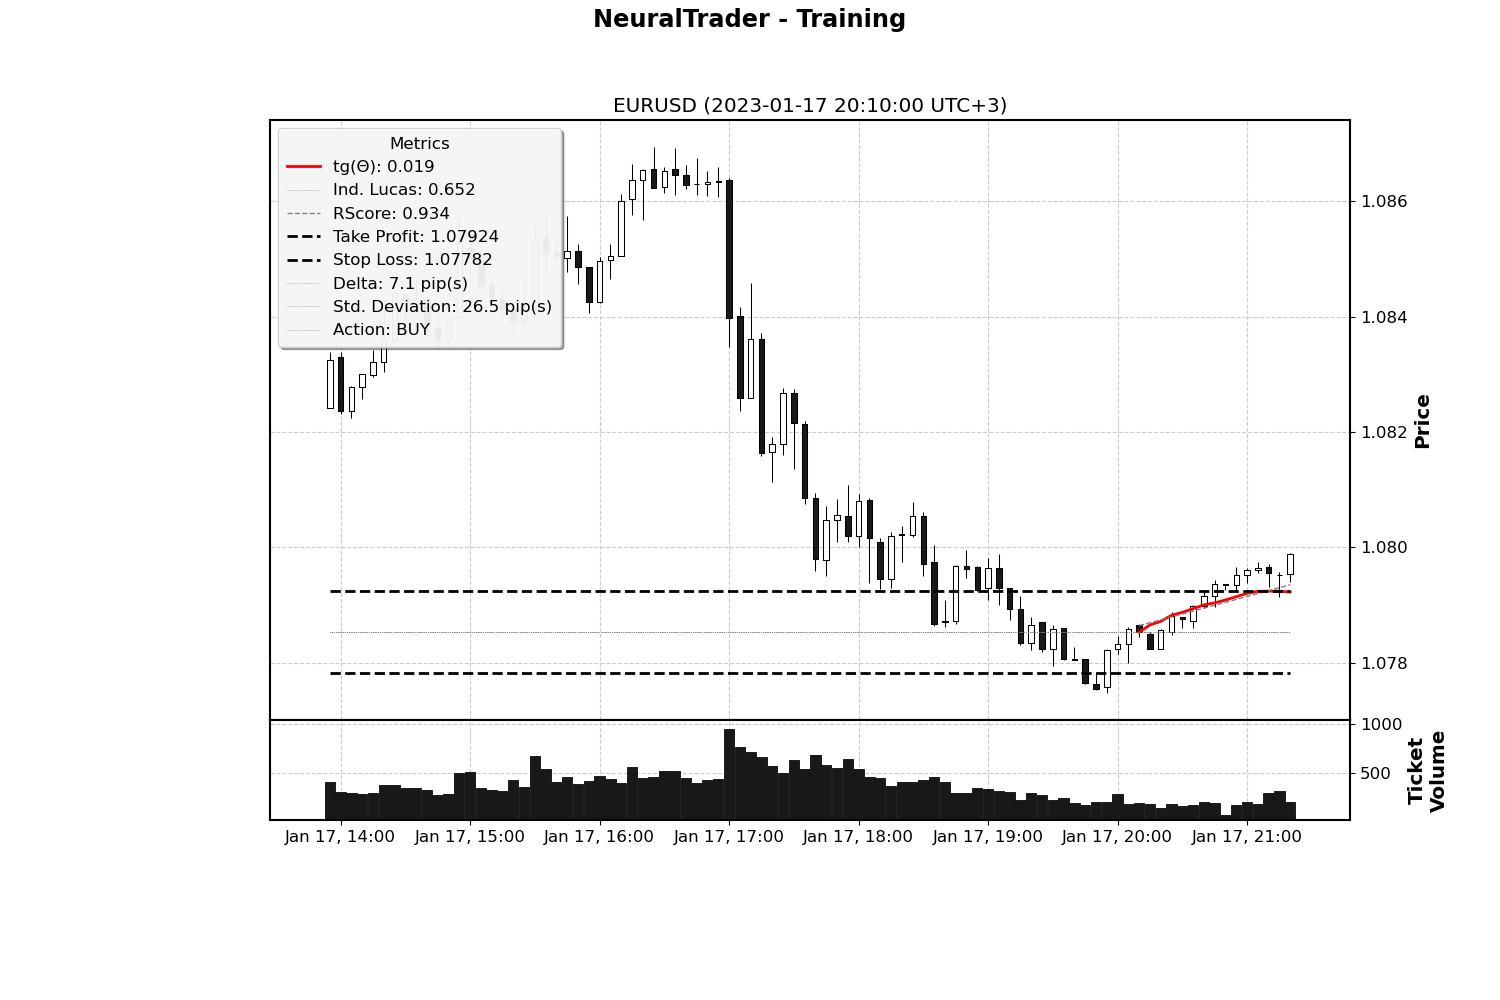 NeuralTrader - Training
EURUSD (2023-01-17 20:10:00 UTC+3)
Metrics
tg(Θ): 0.019
Ind. Lucas: 0.652
RScore: 0.934
Take Profit: 1.07924
Stop Loss: 1.07782
Delta: 7.1 pip(s)
Std. Deviation: 26.5 pip(s)
Action: BUY
1.086
1.084
1.082
1.080
1.078
Price
1000
500
Ticket
Volume
Jan 17, 14:00
Jan 17, 15:00
Jan 17, 16:00
Jan 17, 17:00
Jan 17, 18:00
Jan 17, 19:00
Jan 17, 20:00
Jan 17, 21:00